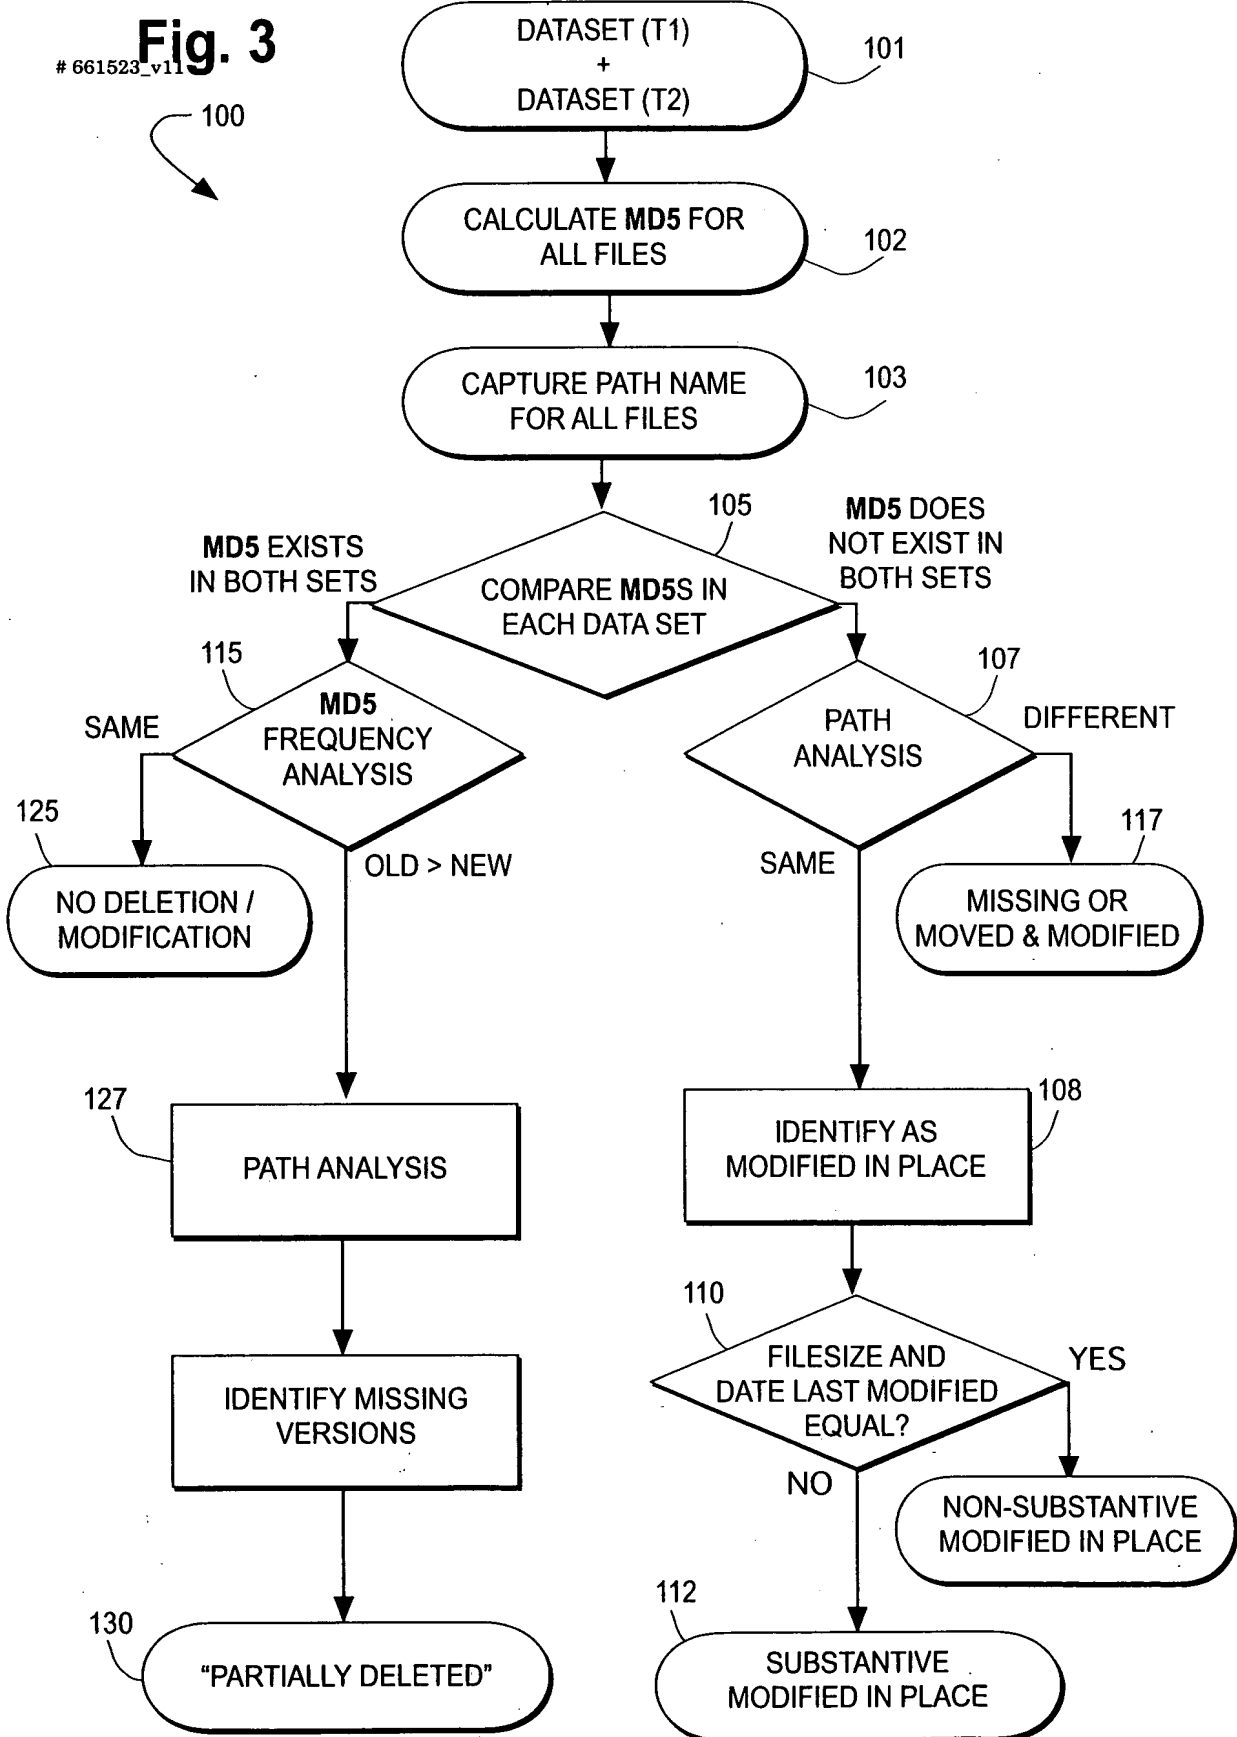 Fig. 3
# 661523_v11
100
DATASET (T1)
+
DATASET (T2)
101
CALCULATE MD5 FOR
ALL FILES
102
CAPTURE PATH NAME
FOR ALL FILES
103
105
MD5 EXISTS
IN BOTH SETS
MD5 DOES
NOT EXIST IN
BOTH SETS
COMPARE MD5S IN
EACH DATA SET
115
MD5
FREQUENCY
ANALYSIS
SAME
OLD > NEW
107
PATH
ANALYSIS
DIFFERENT
SAME
125
NO DELETION /
MODIFICATION
117
MISSING OR
MOVED & MODIFIED
127
PATH ANALYSIS
108
IDENTIFY AS
MODIFIED IN PLACE
IDENTIFY MISSING
VERSIONS
110
FILESIZE AND
DATE LAST MODIFIED
EQUAL?
YES
NO
NON-SUBSTANTIVE
MODIFIED IN PLACE
130
“PARTIALLY DELETED”
112
SUBSTANTIVE
MODIFIED IN PLACE